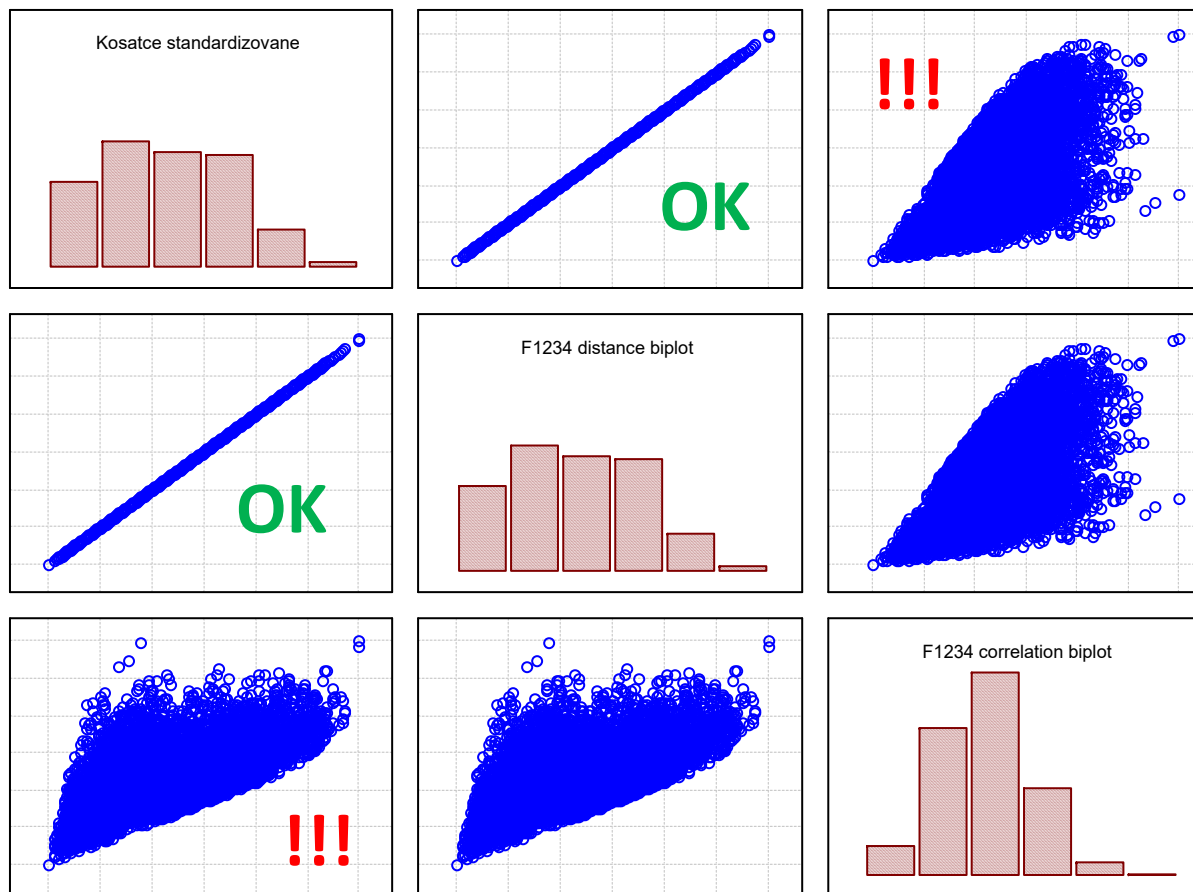 Kosatce standardizovane
OK
!!!
OK
F1234 distance biplot
!!!
F1234 correlation biplot